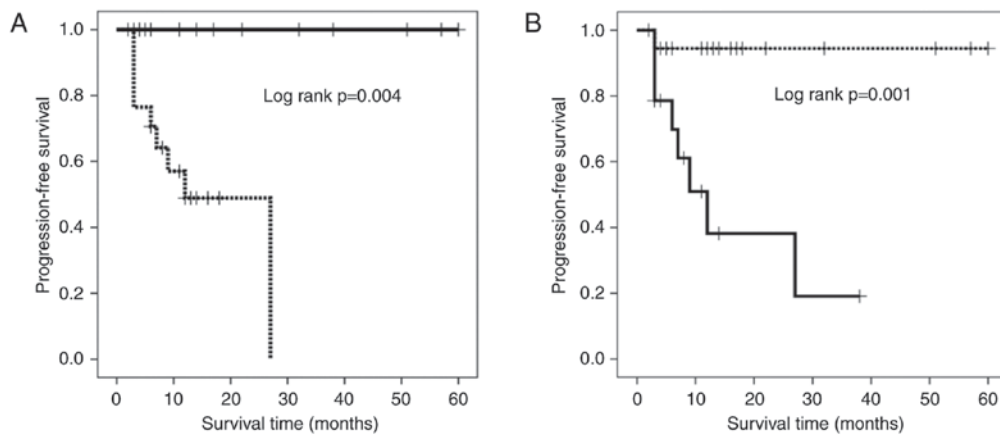 A
Progression-free survival
1.0
0.8
0.6
0.4
0.2
0.0
Log rank p=0.004
0 10 20 30 40 50 60
Survival time (months)
B
Progression-free survival
1.0
0.8
0.6
0.4
0.2
0.0
Log rank p=0.001
0 10 20 30 40 50 60
Survival time (months)